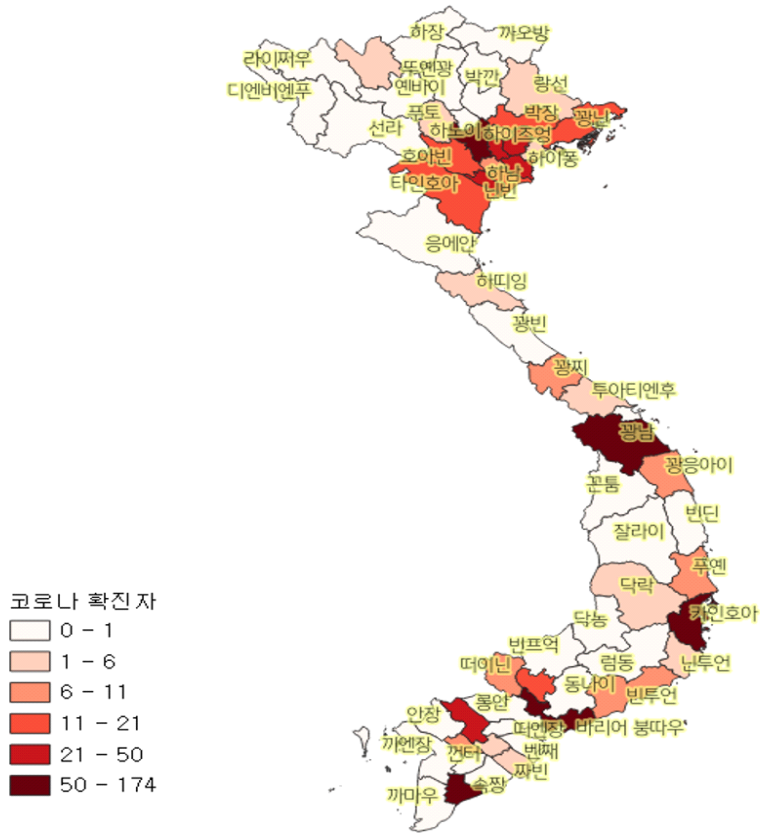 하장
까오방
라이쩌우
뚜옌꽝
박깐
디엔비엔푸
옌바이
랑선
푸토
박장
꽝닌
선라
하노이
하이즈엉
호아빈
하이퐁
하남
타인호아
닌빈
응에안
하띠잉
꽝빈
꽝찌
투아티엔후
꽝남
꽝응아이
꼰툼
빈딘
잘라이
푸옌
닥락
카인호아
닥농
빈프억
떠이닌
럼동
닌투언
동나이
빈투언
롱안
안장
떠엔장
바리어 붕따우
까엔장
껀터
벤째
짜빈
속짱
까마우
코로나 확진자
0 - 1
1 - 6
6 - 11
11 - 21
21 - 50
50 - 174